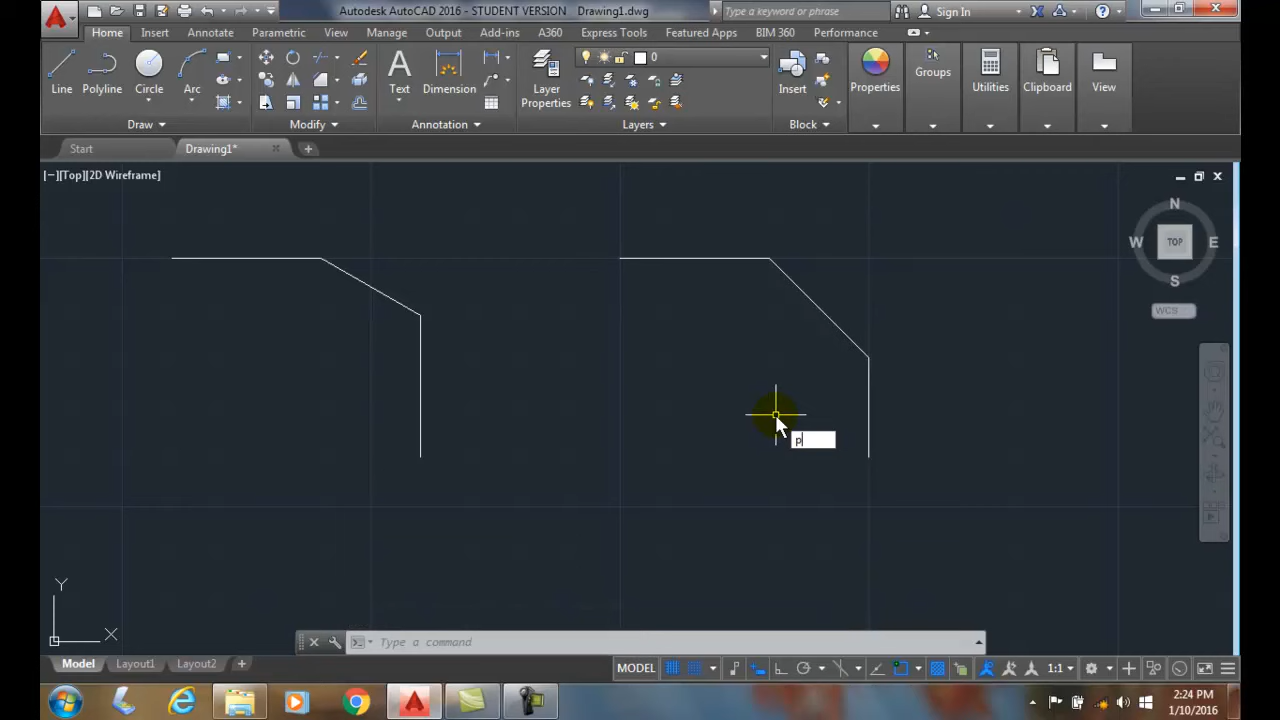 Autodesk AutoCAD 2016 - STUDENT VERSION Drawing1.dwg
Type a keyword or phrase
Sign In
Home Insert Annotate Parametric View Manage Output Add-ins A360 Express Tools Featured Apps BIM 360 Performance
0
Line Polyline Circle Arc
Text Dimension
Layer Properties
Insert
Properties
Groups
Utilities
Clipboard
View
Draw Modify Annotation Layers Block
Start Drawing1*
[−][Top][2D Wireframe]
N
W TOP E
S
WCS
p
Y
X
Type a command
Model Layout1 Layout2
MODEL
1:1
2:24 PM
1/10/2016